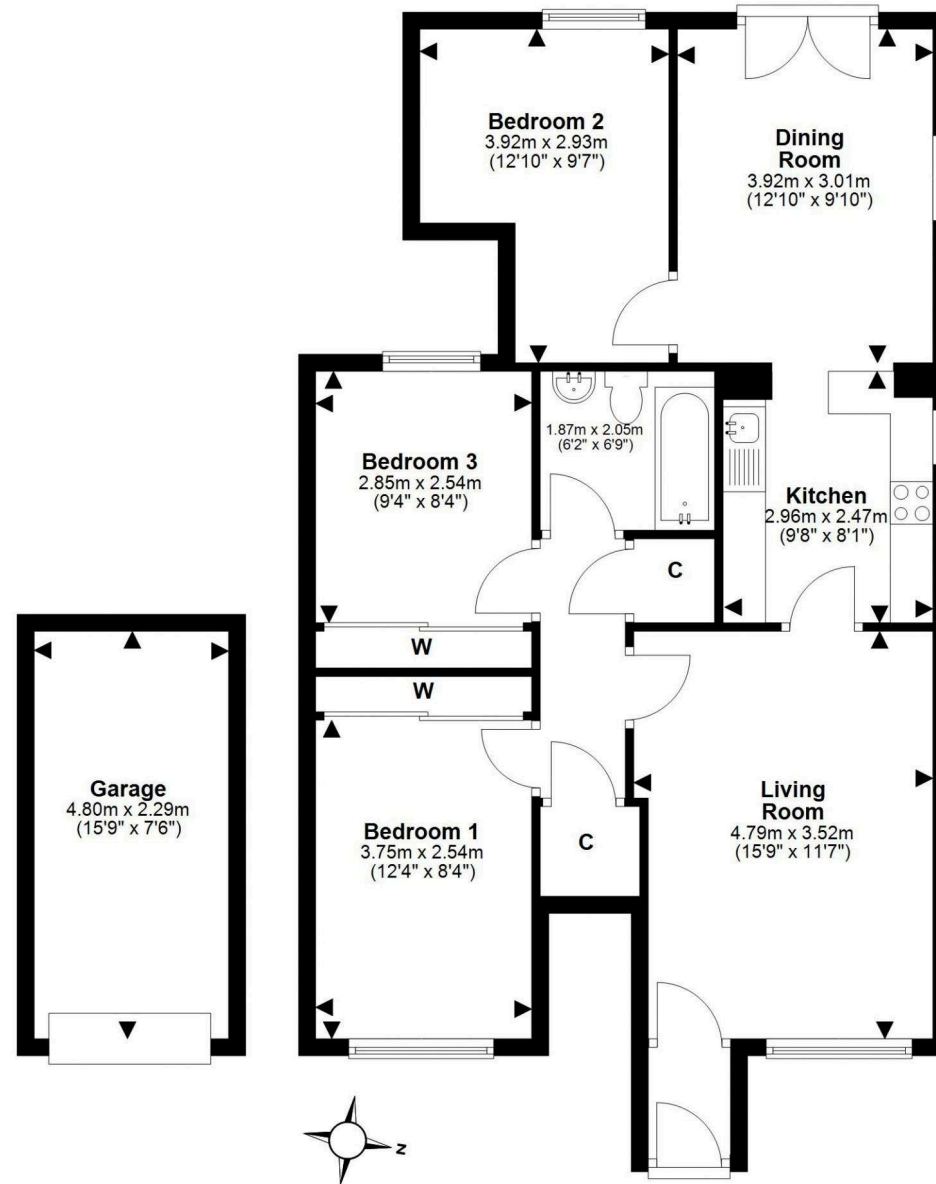 Bedroom 2
3.92m x 2.93m
(12'10" x 9'7")
Dining
Room
3.92m x 3.01m
(12'10" x 9'10")
Bedroom 3
2.85m x 2.54m
(9'4" x 8'4")
1.87m x 2.05m
(6'2" x 6'9")
Kitchen
2.96m x 2.47m
(9'8" x 8'1")
C
W
W
Garage
4.80m x 2.29m
(15'9" x 7'6")
Bedroom 1
3.75m x 2.54m
(12'4" x 8'4")
C
Living
Room
4.79m x 3.52m
(15'9" x 11'7")
N